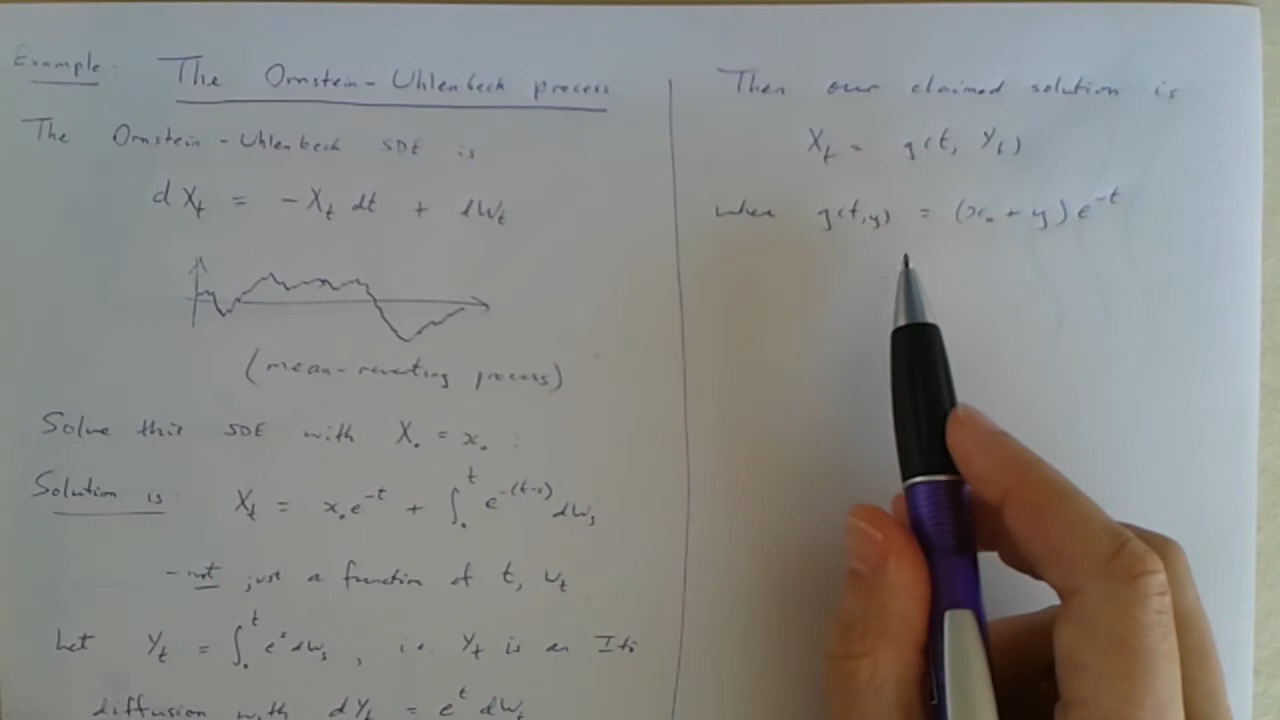 Example. The Ornstein-Uhlenbeck process
The Ornstein-Uhlenbeck SDE is
dX_t = -X_t dt + dW_t
(mean-reverting process)
Solve this SDE with X_0 = x_0 :
Solution is: X_t = x_0 e^{-t} + ∫_0^t e^{-(t-s)} dW_s
- not just a function of t, W_t
Let Y_t = ∫_0^t e^s dW_s, i.e. Y_t is an Ito
diffusion with dY_t = e^t dW_t
Then our claimed solution is
X_t = g(t, Y_t)
where g(t,y) = (x_0 + y) e^{-t}